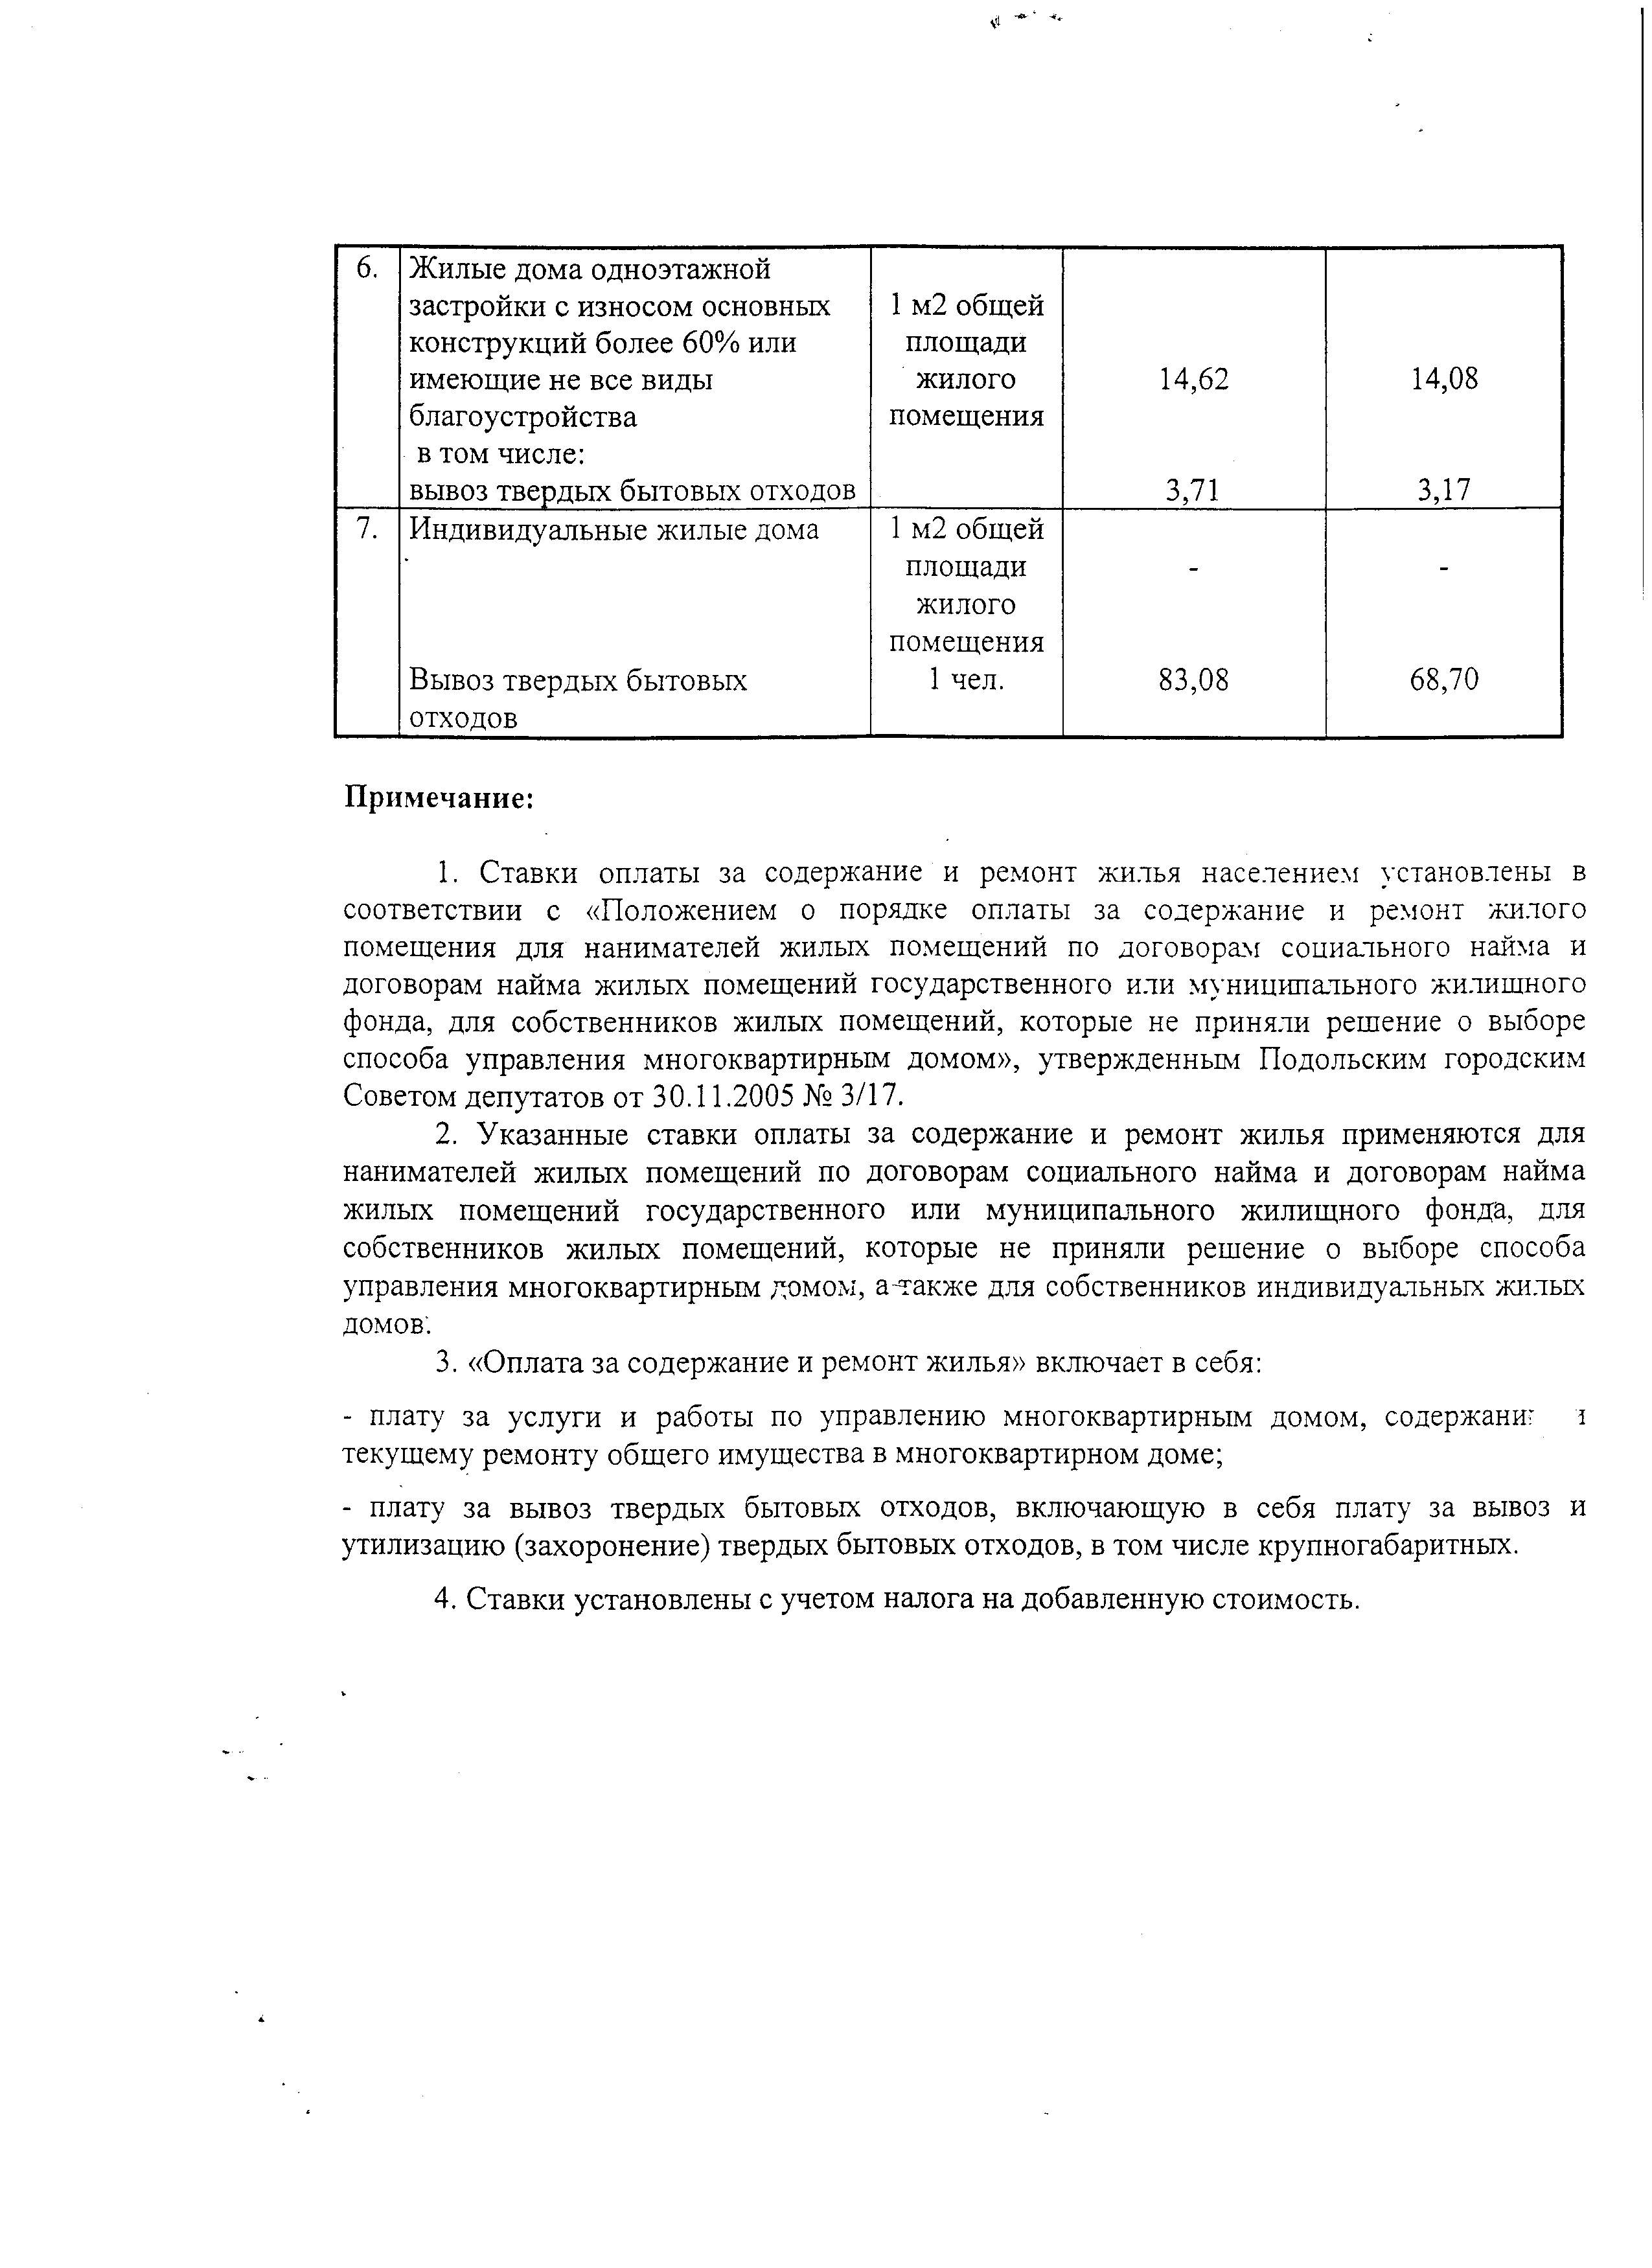 6. Жилые дома одноэтажной
застройки с износом основных
конструкций более 60% или
имеющие не все виды
благоустройства
в том числе:
вывоз твердых бытовых отходов
1 м2 общей
площади
жилого
помещения
14,62
3,71
14,08
3,17
7. Индивидуальные жилые дома
Вывоз твердых бытовых
отходов
1 м2 общей
площади
жилого
помещения
1 чел.
-
83,08
-
68,70
Примечание:
1. Ставки оплаты за содержание и ремонт жилья населением установлены в
соответствии с «Положением о порядке оплаты за содержание и ремонт жилого
помещения для нанимателей жилых помещений по договорам социального найма и
договорам найма жилых помещений государственного или муниципального жилищного
фонда, для собственников жилых помещений, которые не приняли решение о выборе
способа управления многоквартирным домом», утвержденным Подольским городским
Советом депутатов от 30.11.2005 № 3/17.
2. Указанные ставки оплаты за содержание и ремонт жилья применяются для
нанимателей жилых помещений по договорам социального найма и договорам найма
жилых помещений государственного или муниципального жилищного фонда, для
собственников жилых помещений, которые не приняли решение о выборе способа
управления многоквартирным домом, а также для собственников индивидуальных жилых
домов.
3. «Оплата за содержание и ремонт жилья» включает в себя:
- плату за услуги и работы по управлению многоквартирным домом,
текущему ремонту общего имущества в многоквартирном доме;
- плату за вывоз твердых бытовых отходов, включающую в себя плату за вывоз и
утилизацию (захоронение) твердых бытовых отходов, в том числе крупногабаритных.
4. Ставки установлены с учетом налога на добавленную стоимость.